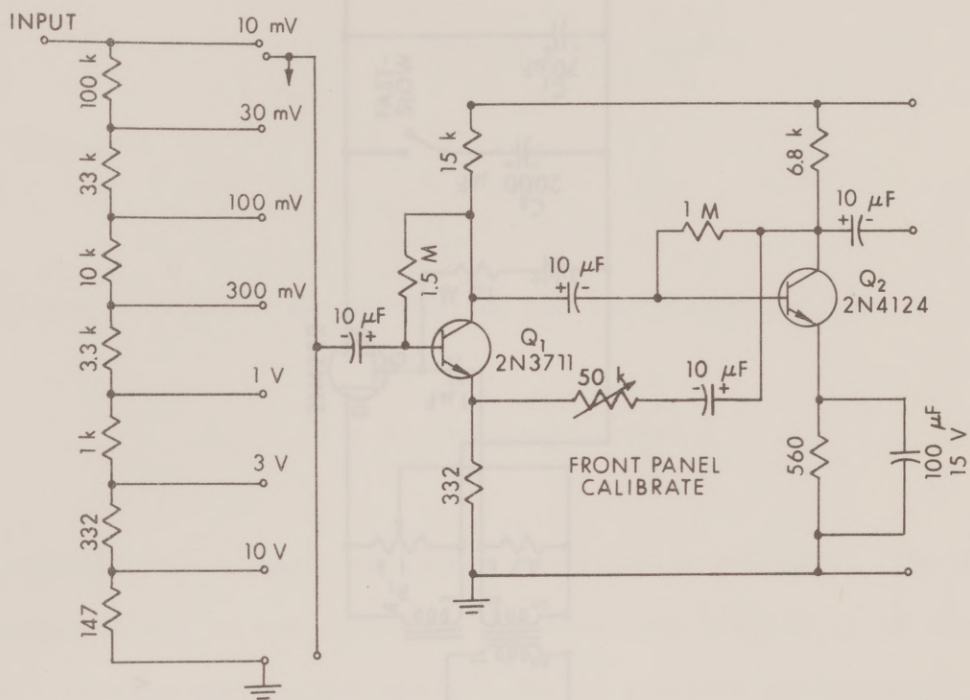 INPUT
10 mV
100 k
30 mV
33 k
100 mV
10 k
300 mV
3.3 k
1 V
1 k
3 V
332
10 V
147
15 k
6.8 k
1.5 M
1 M
10 μF
+ -
10 μF
+ -
10 μF
- +
Q1
2N3711
Q2
2N4124
50 k
10 μF
- +
FRONT PANEL
CALIBRATE
332
560
100 μF
15 V